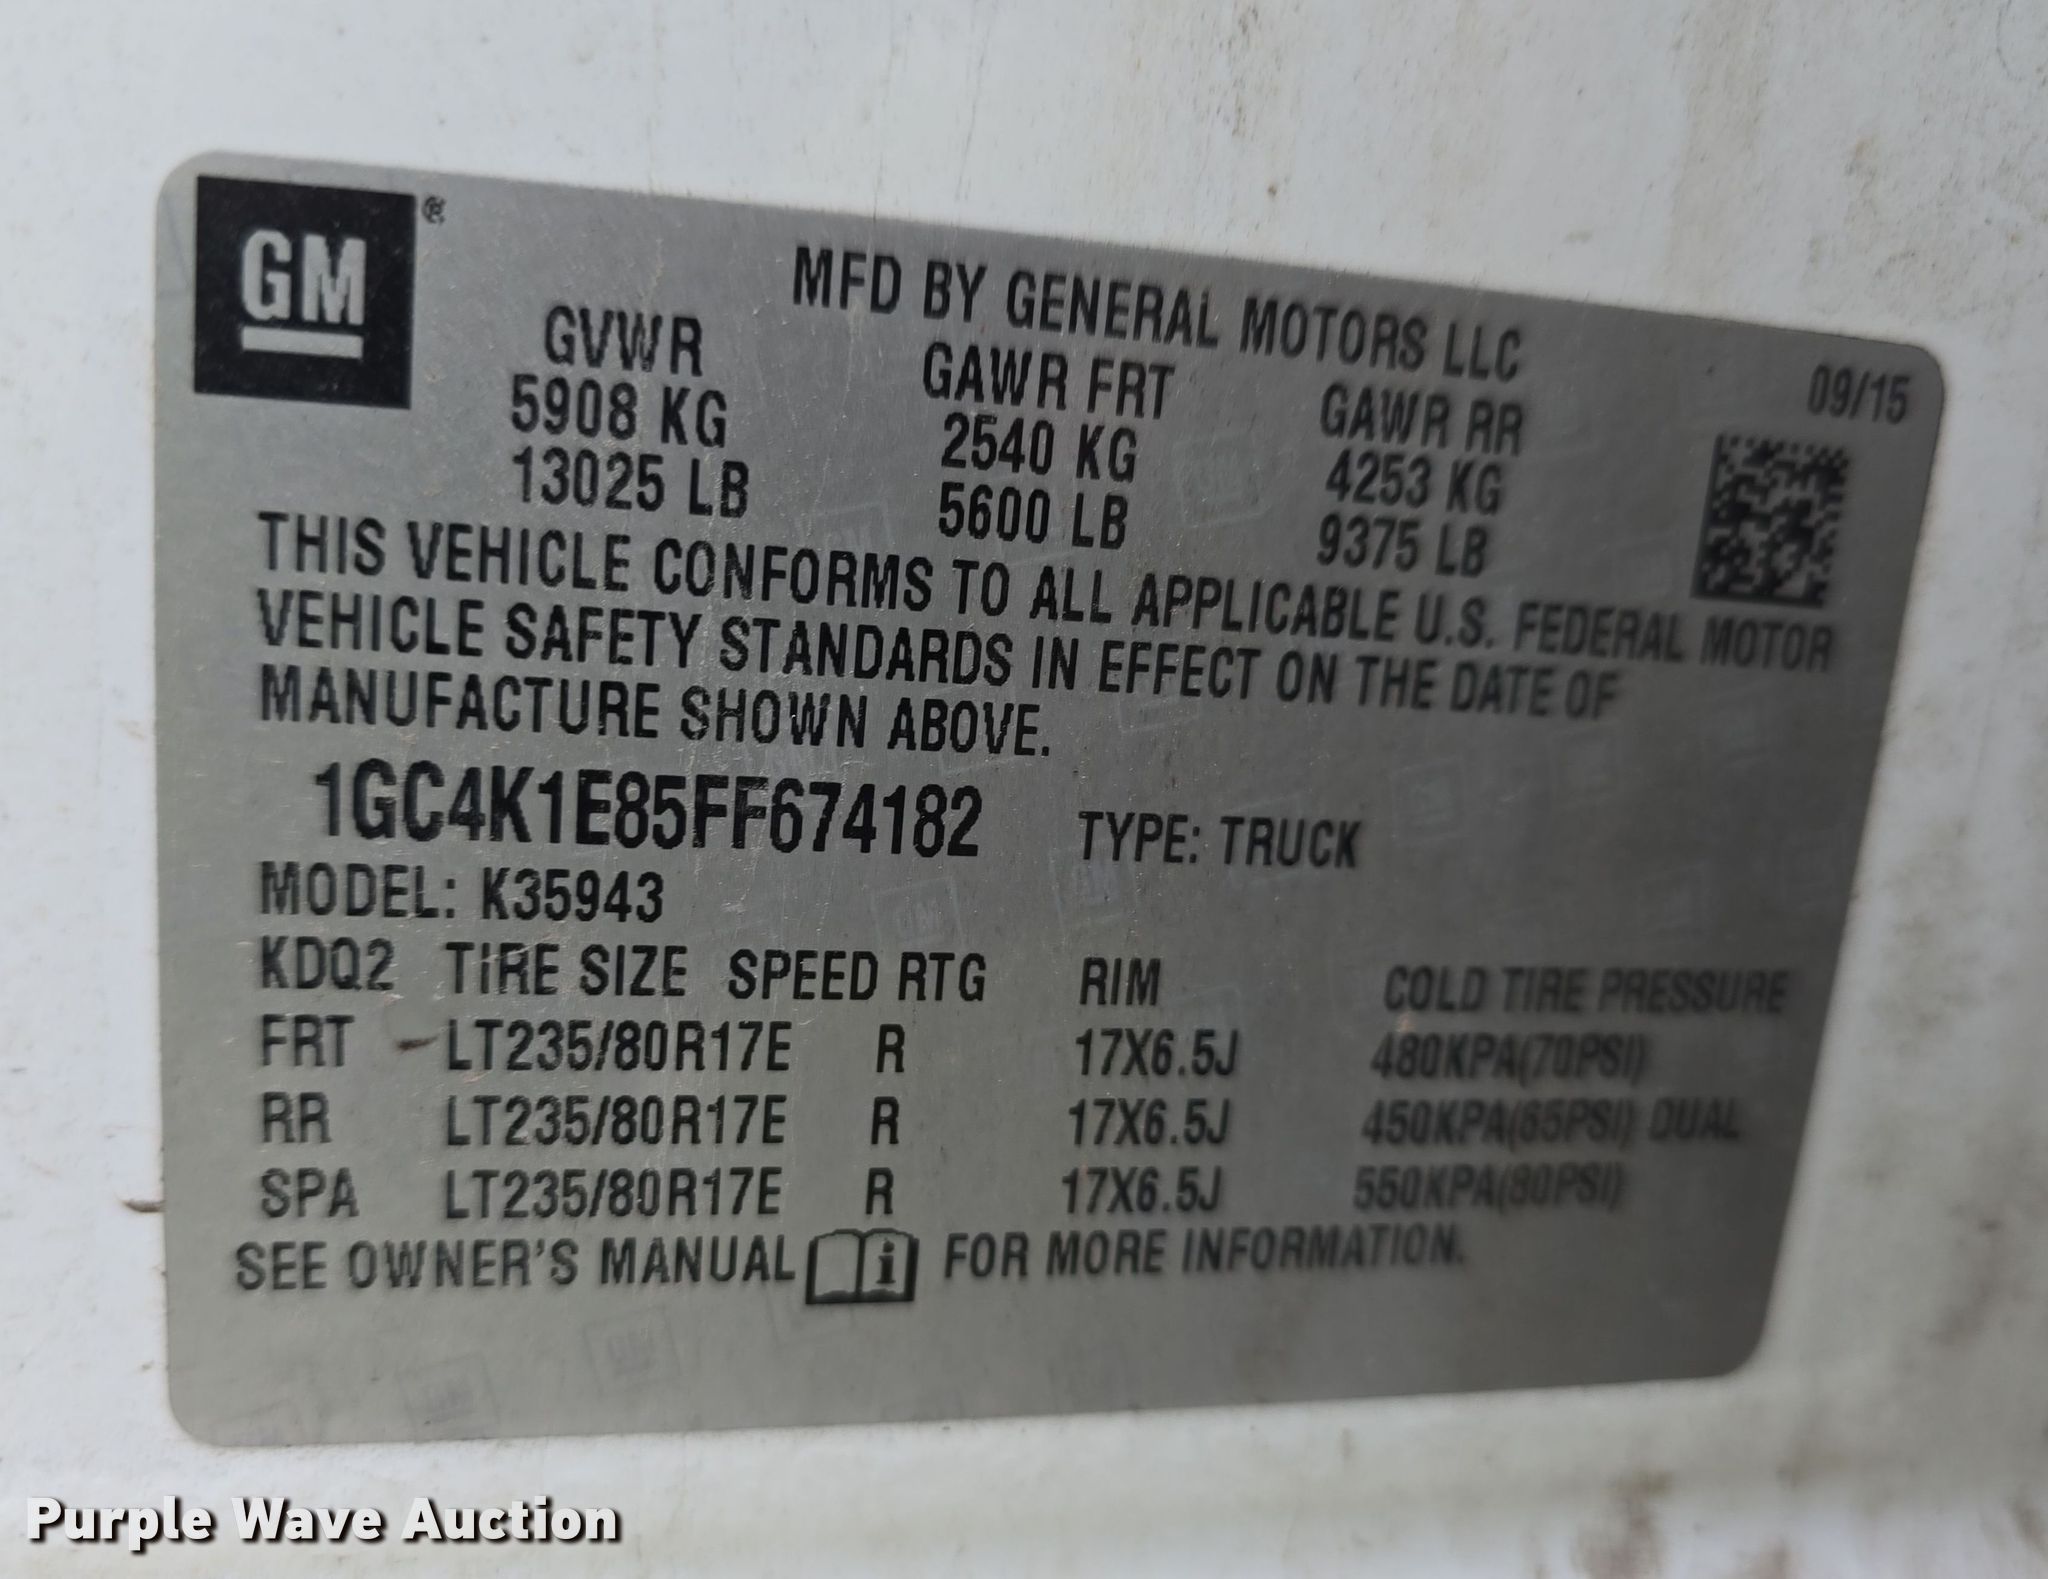 GM ®
MFD BY GENERAL MOTORS LLC
09/15
GVWR GAWR FRT GAWR RR
5908 KG 2540 KG 4253 KG
13025 LB 5600 LB 9375 LB
THIS VEHICLE CONFORMS TO ALL APPLICABLE U.S. FEDERAL MOTOR
VEHICLE SAFETY STANDARDS IN EFFECT ON THE DATE OF
MANUFACTURE SHOWN ABOVE.
1GC4K1E85FF674182 TYPE: TRUCK
MODEL: K35943
KDQ2 TIRE SIZE SPEED RTG RIM COLD TIRE PRESSURE
FRT LT235/80R17E R 17X6.5J 480KPA(70PSI)
RR LT235/80R17E R 17X6.5J 450KPA(65PSI) DUAL
SPA LT235/80R17E R 17X6.5J 550KPA(80PSI)
SEE OWNER'S MANUAL i FOR MORE INFORMATION.
Purple Wave Auction